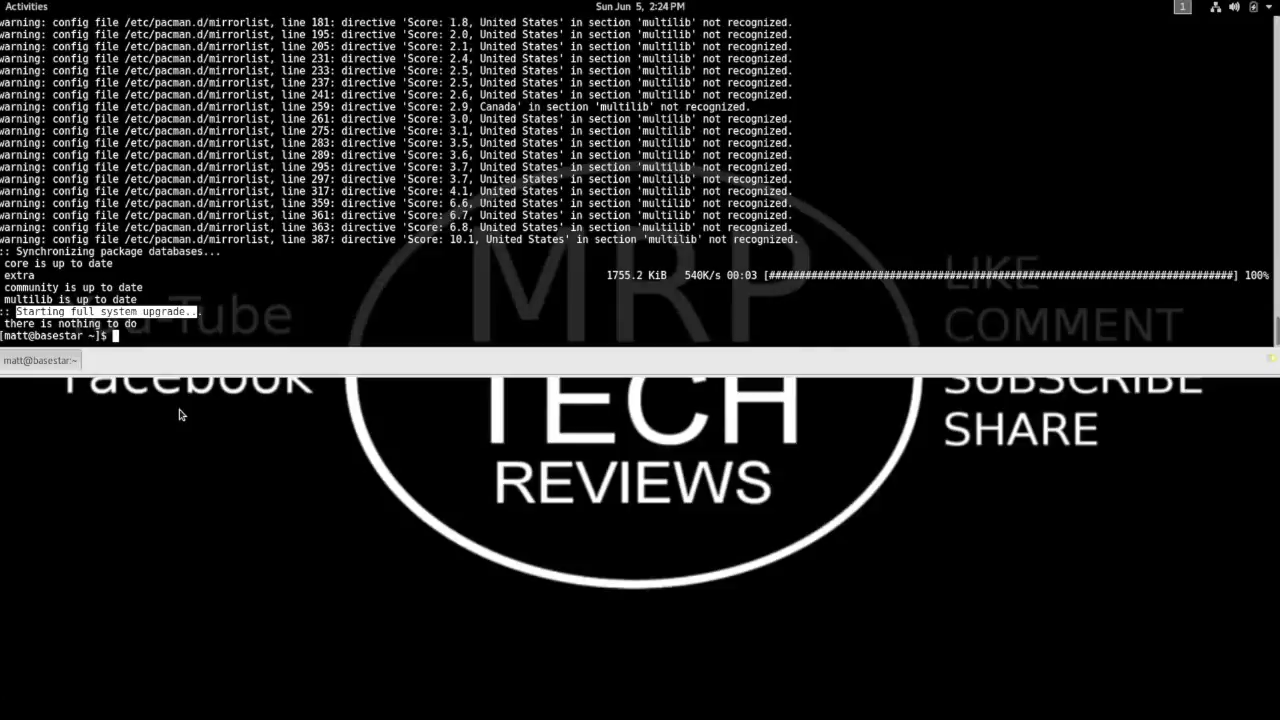 Activities
Sun Jun 5, 2:24 PM
1
warning: config file /etc/pacman.d/mirrorlist, line 181: directive 'Score: 1.8, United States' in section 'multilib' not recognized.
warning: config file /etc/pacman.d/mirrorlist, line 195: directive 'Score: 2.0, United States' in section 'multilib' not recognized.
warning: config file /etc/pacman.d/mirrorlist, line 205: directive 'Score: 2.1, United States' in section 'multilib' not recognized.
warning: config file /etc/pacman.d/mirrorlist, line 231: directive 'Score: 2.4, United States' in section 'multilib' not recognized.
warning: config file /etc/pacman.d/mirrorlist, line 233: directive 'Score: 2.5, United States' in section 'multilib' not recognized.
warning: config file /etc/pacman.d/mirrorlist, line 237: directive 'Score: 2.5, United States' in section 'multilib' not recognized.
warning: config file /etc/pacman.d/mirrorlist, line 241: directive 'Score: 2.6, United States' in section 'multilib' not recognized.
warning: config file /etc/pacman.d/mirrorlist, line 259: directive 'Score: 2.9, Canada' in section 'multilib' not recognized.
warning: config file /etc/pacman.d/mirrorlist, line 261: directive 'Score: 3.0, United States' in section 'multilib' not recognized.
warning: config file /etc/pacman.d/mirrorlist, line 275: directive 'Score: 3.1, United States' in section 'multilib' not recognized.
warning: config file /etc/pacman.d/mirrorlist, line 283: directive 'Score: 3.5, United States' in section 'multilib' not recognized.
warning: config file /etc/pacman.d/mirrorlist, line 289: directive 'Score: 3.6, United States' in section 'multilib' not recognized.
warning: config file /etc/pacman.d/mirrorlist, line 295: directive 'Score: 3.7, United States' in section 'multilib' not recognized.
warning: config file /etc/pacman.d/mirrorlist, line 297: directive 'Score: 3.7, United States' in section 'multilib' not recognized.
warning: config file /etc/pacman.d/mirrorlist, line 317: directive 'Score: 4.1, United States' in section 'multilib' not recognized.
warning: config file /etc/pacman.d/mirrorlist, line 359: directive 'Score: 6.6, United States' in section 'multilib' not recognized.
warning: config file /etc/pacman.d/mirrorlist, line 361: directive 'Score: 6.7, United States' in section 'multilib' not recognized.
warning: config file /etc/pacman.d/mirrorlist, line 363: directive 'Score: 6.8, United States' in section 'multilib' not recognized.
warning: config file /etc/pacman.d/mirrorlist, line 387: directive 'Score: 10.1, United States' in section 'multilib' not recognized.
:: Synchronizing package databases...
core is up to date
extra 1755.2 KiB 540K/s 00:03 [##############################################################################] 100%
community is up to date
multilib is up to date
:: Starting full system upgrade...
there is nothing to do
[matt@basestar ~]$
matt@basestar:~
-Tube
Facebook
MRP
TECH
REVIEWS
LIKE
COMMENT
SUBSCRIBE
SHARE